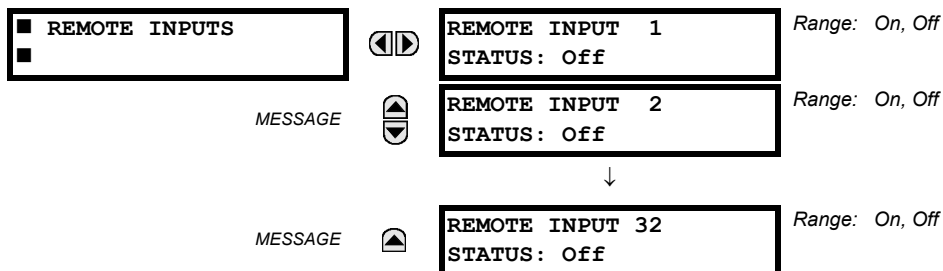 ■ REMOTE INPUTS
■
REMOTE INPUT 1
STATUS: Off
Range: On, Off
MESSAGE
REMOTE INPUT 2
STATUS: Off
Range: On, Off
↓
MESSAGE
REMOTE INPUT 32
STATUS: Off
Range: On, Off